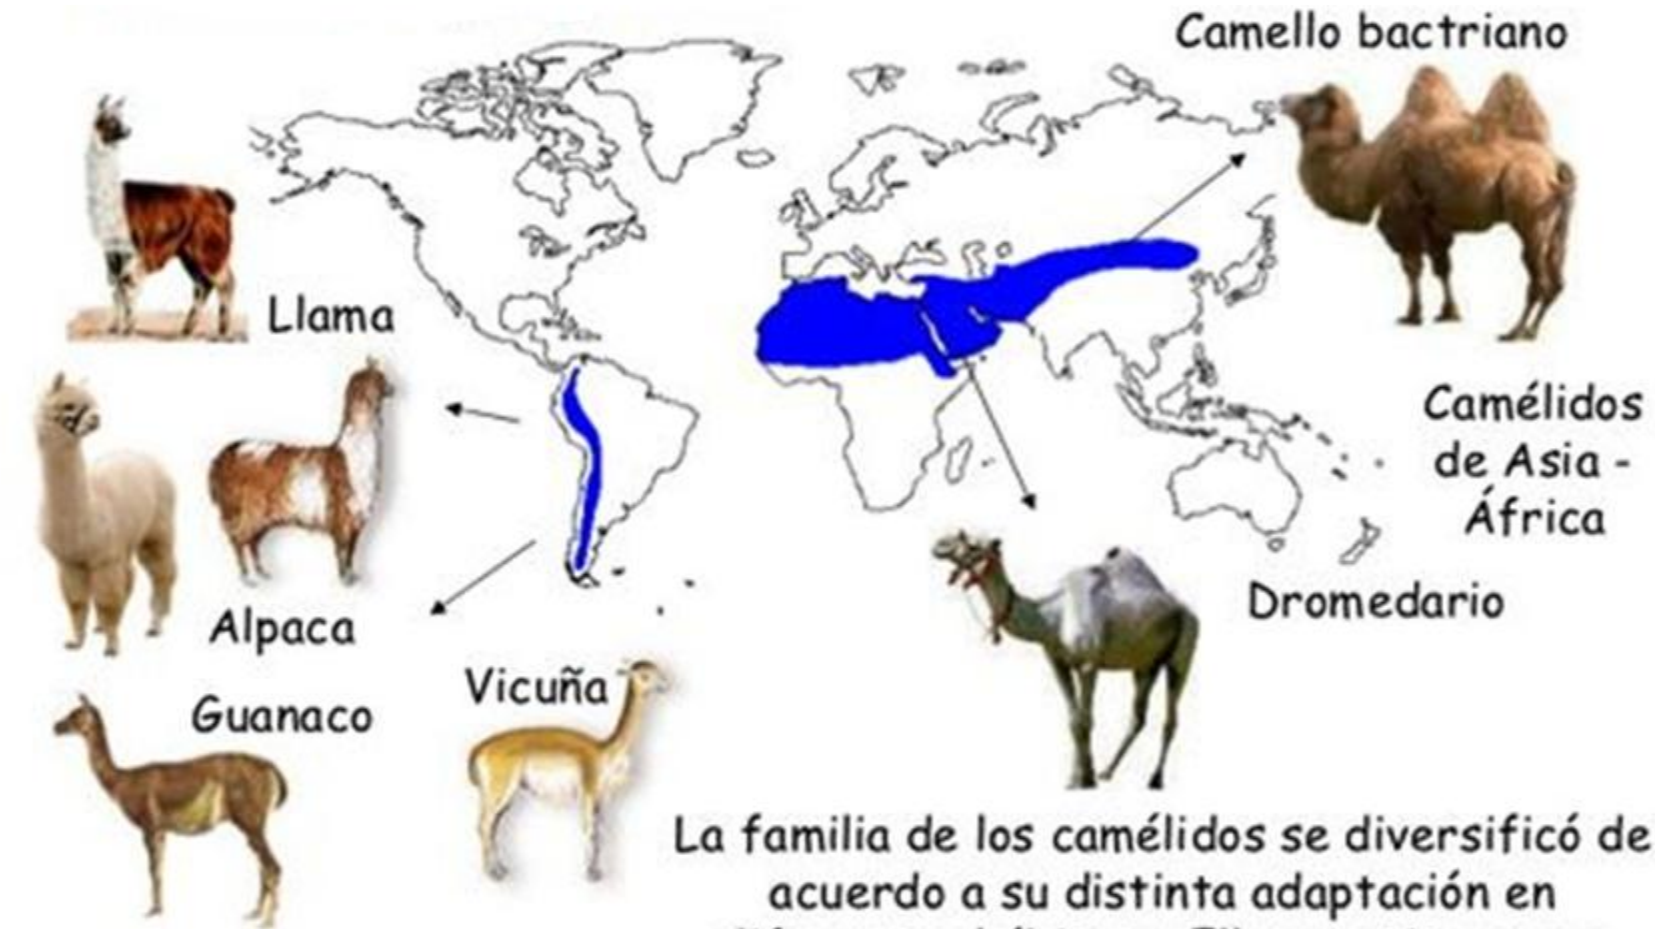 Camello bactriano
Llama
Camélidos
de Asia -
África
Dromedario
Alpaca
Vicuña
Guanaco
La familia de los camélidos se diversificó de
acuerdo a su distinta adaptación en